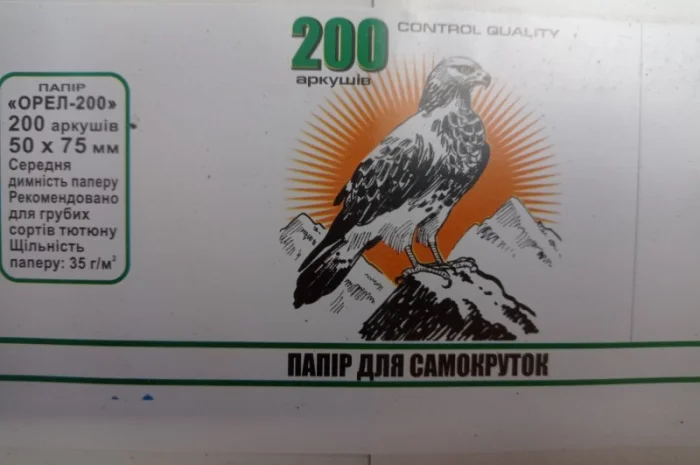 200
CONTROL QUALITY
аркушів
ПАПІР
«ОРЕЛ-200»
200 аркушів
50 х 75 мм
Середня
димність паперу
Рекомендовано
для грубих
сортів тютюну
Щільність
паперу: 35 г/м²
ПАПІР ДЛЯ САМОКРУТОК